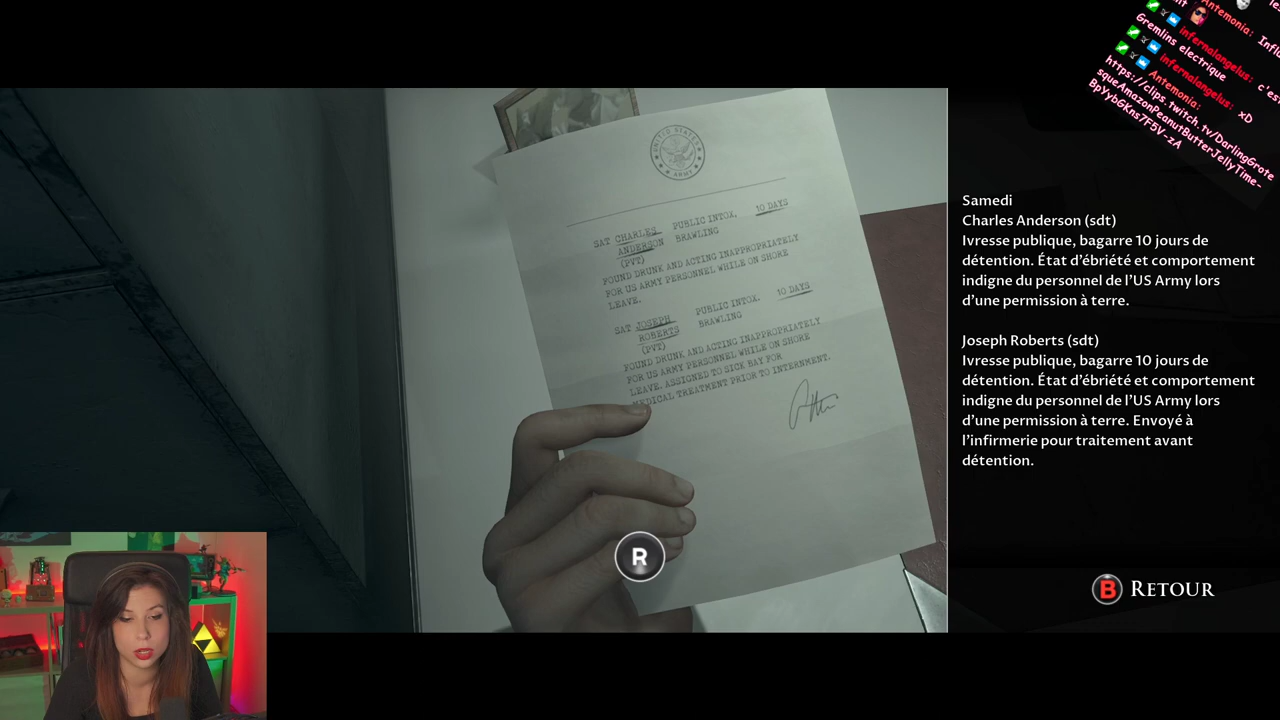 UNITED STATES
ARMY
SAT CHARLES ANDERSON (PVT) PUBLIC INTOX, BRAWLING 10 DAYS
FOUND DRUNK AND ACTING INAPPROPRIATELY
FOR US ARMY PERSONNEL WHILE ON SHORE
LEAVE.
SAT JOSEPH ROBERTS (PVT) PUBLIC INTOX, BRAWLING 10 DAYS
FOUND DRUNK AND ACTING INAPPROPRIATELY
FOR US ARMY PERSONNEL WHILE ON SHORE
LEAVE. ASSIGNED TO SICK BAY FOR
MEDICAL TREATMENT PRIOR TO INTERNMENT.
R
Samedi
Charles Anderson (sdt)
Ivresse publique, bagarre 10 jours de
détention. État d'ébriété et comportement
indigne du personnel de l'US Army lors
d'une permission à terre.
Joseph Roberts (sdt)
Ivresse publique, bagarre 10 jours de
détention. État d'ébriété et comportement
indigne du personnel de l'US Army lors
d'une permission à terre. Envoyé à
l'infirmerie pour traitement avant
détention.
B RETOUR
Antemonia:
Gremlins electrique
infernalangelus: c'est
infernalangelus: xD
Antemonia:
https://clips.twitch.tv/DarlingGrote
squeAmazonPeanutButterJellyTime-